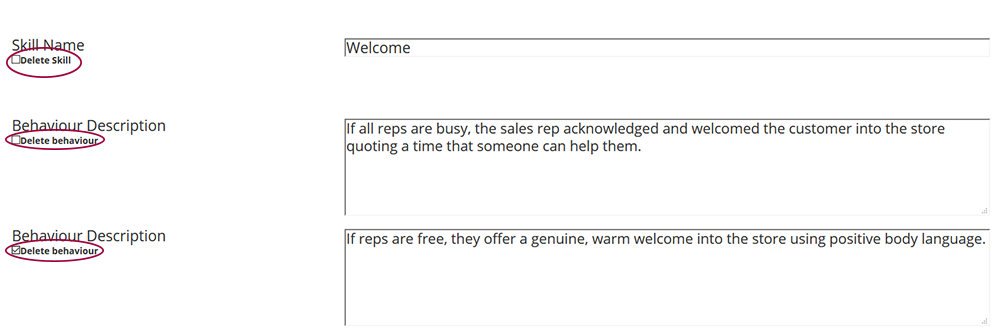 Skill Name
Delete Skill
Welcome
Behaviour Description
Delete behaviour
If all reps are busy, the sales rep acknowledged and welcomed the customer into the store
quoting a time that someone can help them.
Behaviour Description
Delete behaviour
If reps are free, they offer a genuine, warm welcome into the store using positive body language.